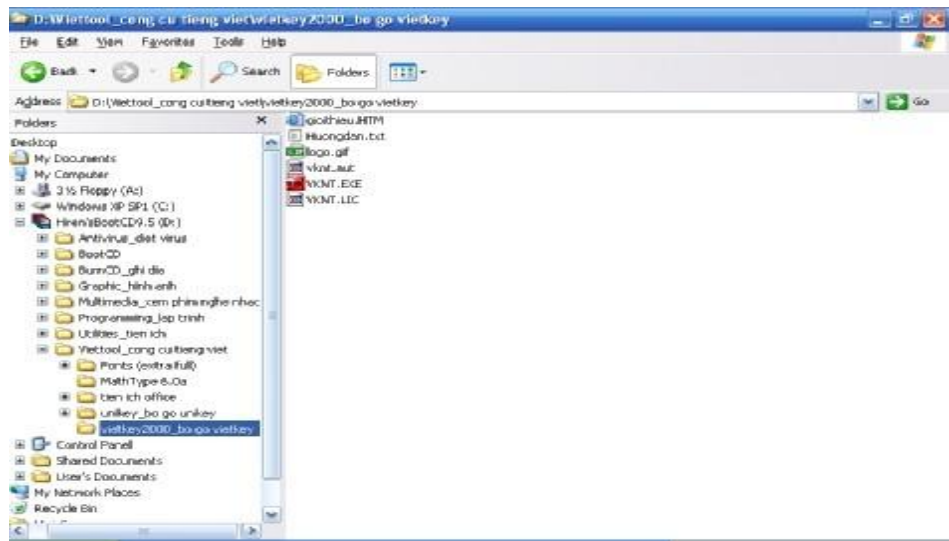 D:\Viettool_cong cu tieng viet\vietkey2000_bo go vietkey
File Edit View Favorites Tools Help
Back Search Folders
Address D:\Viettool_cong cu tieng viet\vietkey2000_bo go vietkey Go
Folders
Desktop
My Documents
My Computer
3½ Floppy (A:)
Windows XP SP1 (C:)
Hiren'sBootCD9.5 (D:)
Antivirus_diet virus
BootCD
BurnCD_ghi dia
Graphic_hinh anh
Multimedia_xem phim nghe nhac
Programming_lap trinh
Utilities_tien ich
Viettool_cong cu tieng viet
Fonts (extra full)
MathType 6.0a
tien ich office
unikey_bo go unikey
vietkey2000_bo go vietkey
Control Panel
Shared Documents
User's Documents
My Network Places
Recycle Bin
gioithieu.HTM
Huongdan.txt
logo.gif
vknt.aut
VKNT.EXE
VKNT.LIC